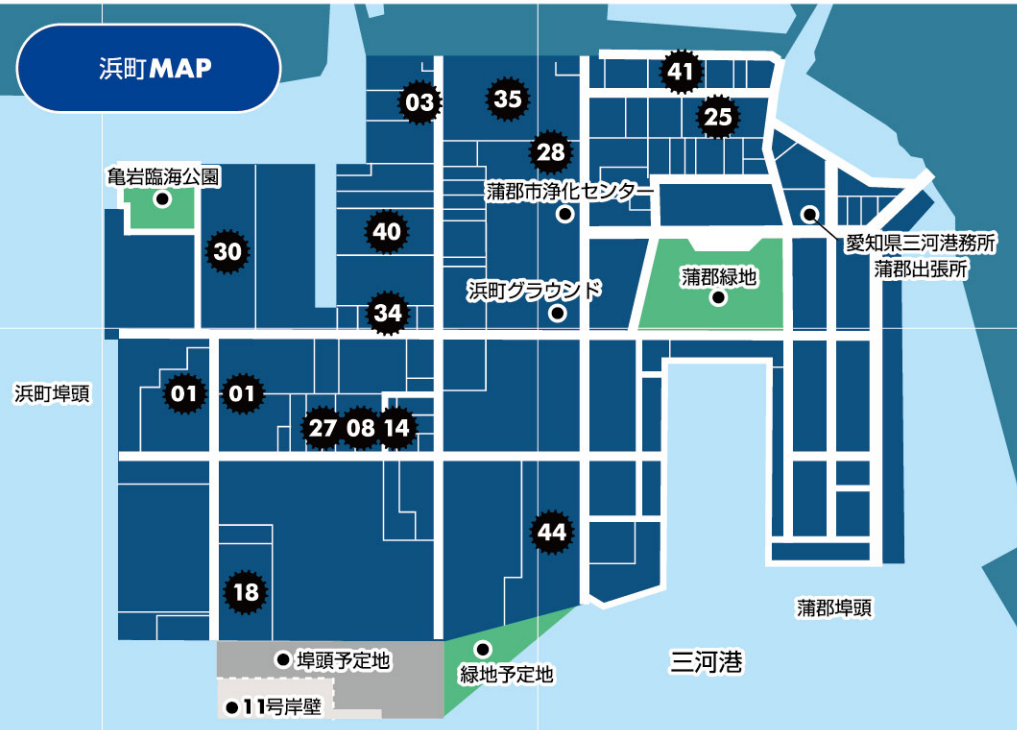 浜町MAP
41
03
35
25
28
亀岩臨海公園
蒲郡市浄化センター
40
30
愛知県三河港務所
蒲郡出張所
蒲郡緑地
浜町グラウンド
34
浜町埠頭
01
01
27
08
14
44
18
蒲郡埠頭
埠頭予定地
緑地予定地
三河港
11号岸壁